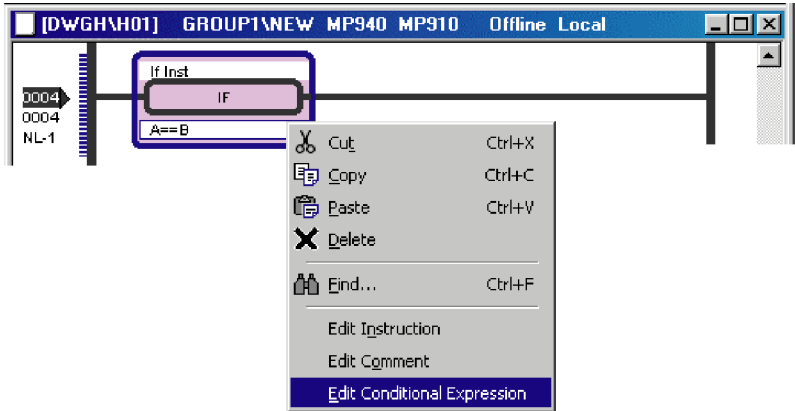 [DWGH\H01] GROUP1\NEW MP940 MP910 Offline Local
If Inst
0004
IF
0004
NL-1
A==B
Cut Ctrl+X
Copy Ctrl+C
Paste Ctrl+V
Delete
Find... Ctrl+F
Edit Instruction
Edit Comment
Edit Conditional Expression